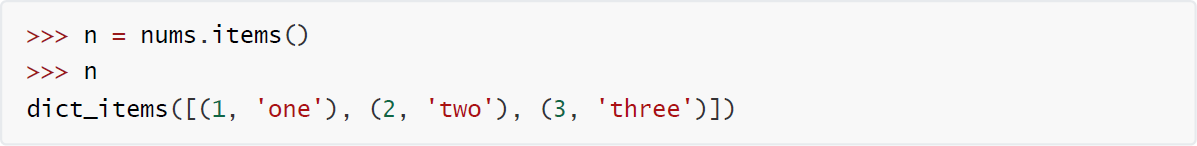 >>> n = nums.items()
>>> n
dict_items([(1, 'one'), (2, 'two'), (3, 'three')])